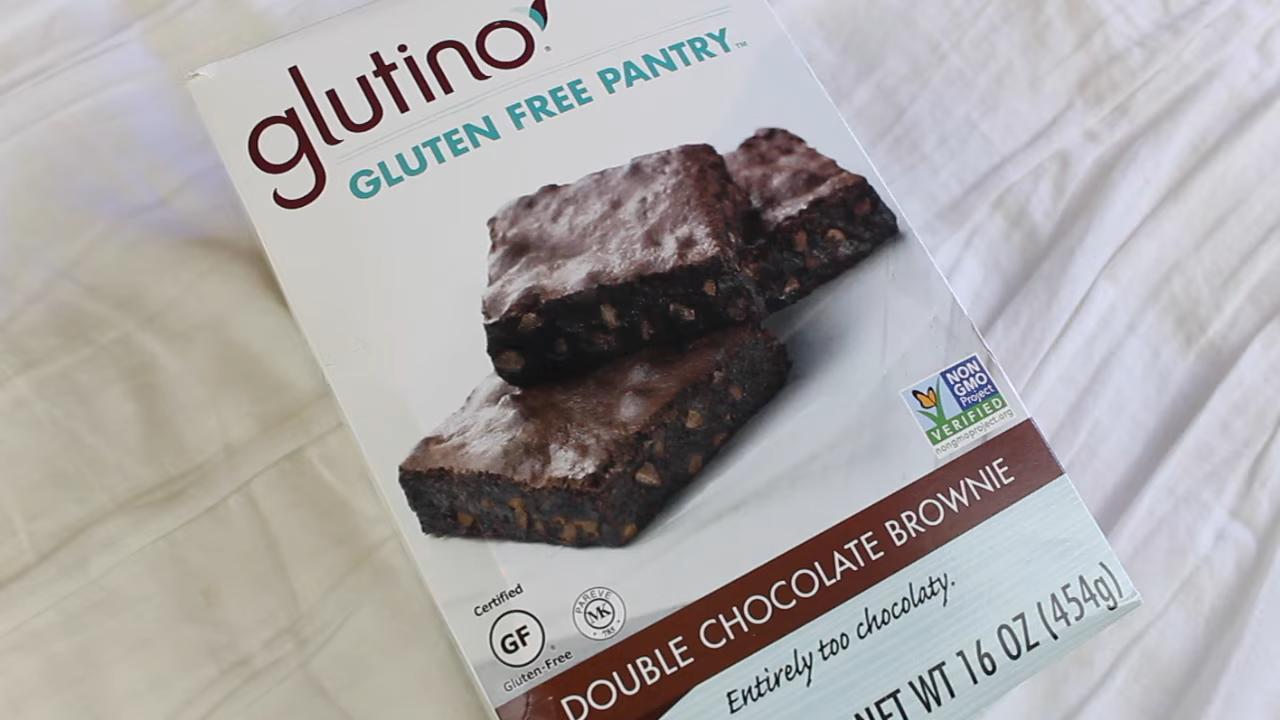 glutino®
GLUTEN FREE PANTRY™
NON
GMO
Project
VERIFIED
nongmoproject.org
Certified
GF
Gluten-Free
PAREVE
MK
DOUBLE CHOCOLATE BROWNIE
Entirely too chocolaty.
NET WT 16 OZ (454g)